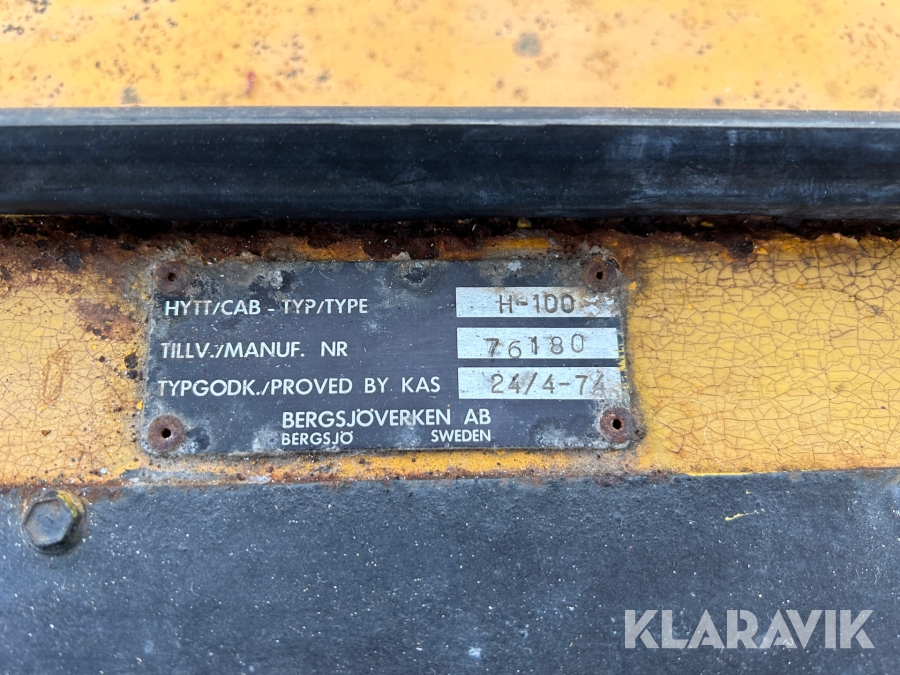 HYTT/CAB - TYP/TYPE H-100
TILLV./MANUF. NR 76180
TYPGODK./PROVED BY KAS 24/4-74
BERGSJÖVERKEN AB
BERGSJÖ SWEDEN
KLARAVIK